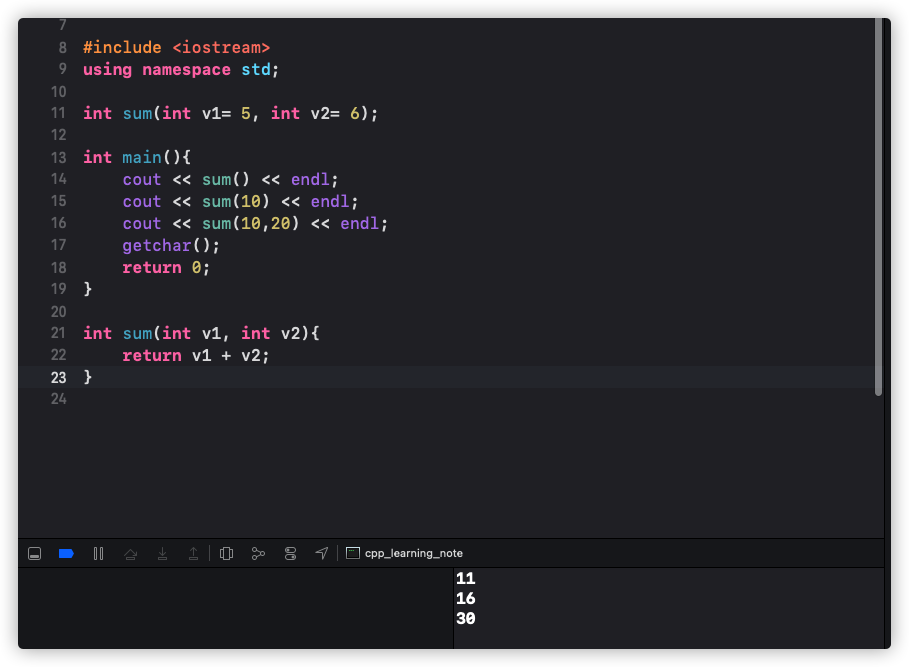 7
8 #include <iostream>
9 using namespace std;
10
11 int sum(int v1= 5, int v2= 6);
12
13 int main(){
14     cout << sum() << endl;
15     cout << sum(10) << endl;
16     cout << sum(10,20) << endl;
17     getchar();
18     return 0;
19 }
20
21 int sum(int v1, int v2){
22     return v1 + v2;
23 }
24
cpp_learning_note
11
16
30